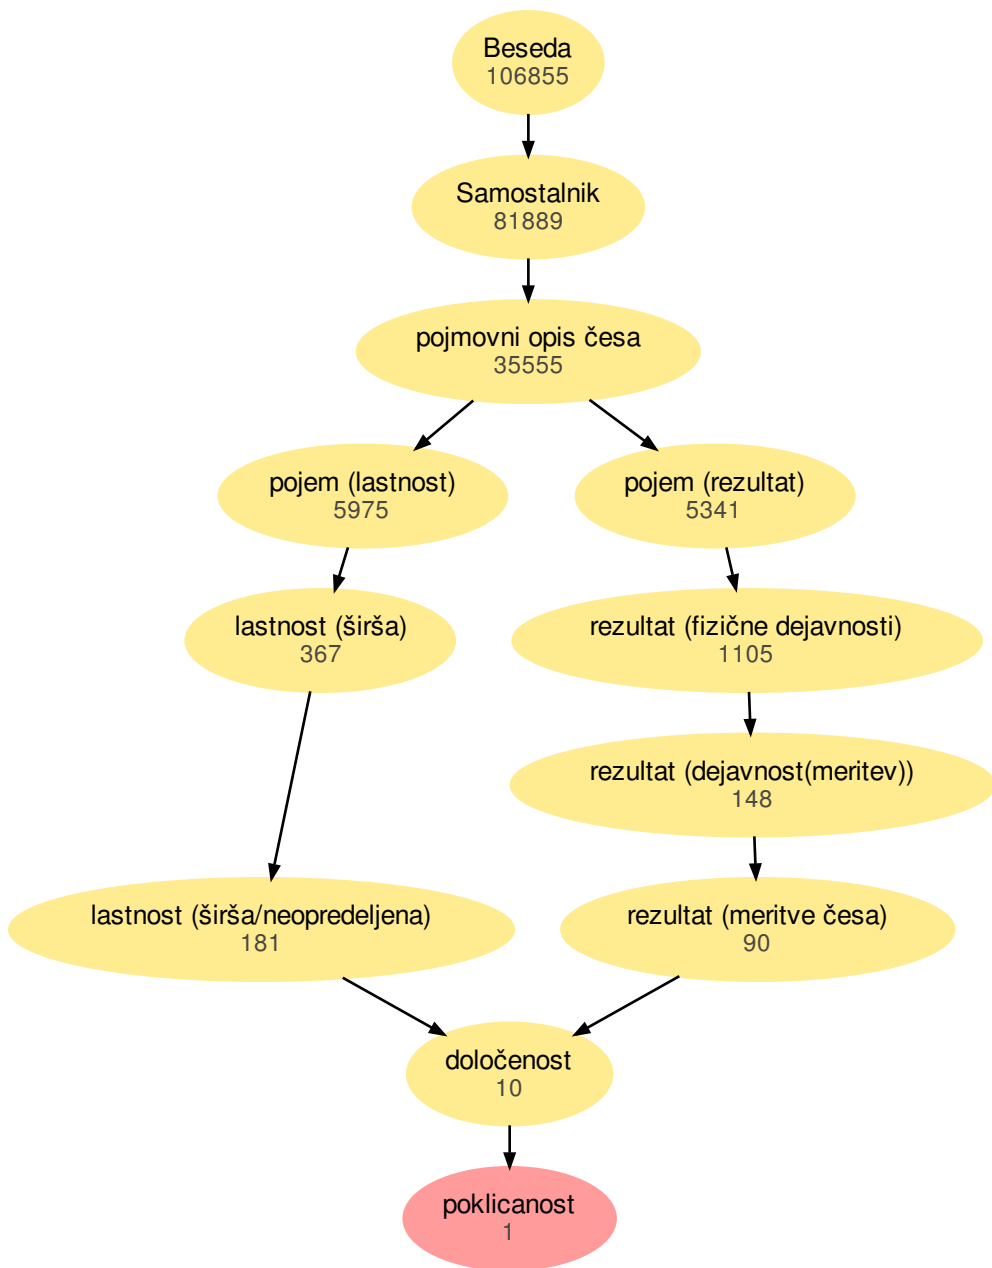 Beseda
106855
Samostalnik
81889
pojmovni opis česa
35555
pojem (lastnost)
5975
pojem (rezultat)
5341
lastnost (širša)
367
rezultat (fizične dejavnosti)
1105
rezultat (dejavnost(meritev))
148
lastnost (širša/neopredeljena)
181
rezultat (meritve česa)
90
določenost
10
poklicanost
1